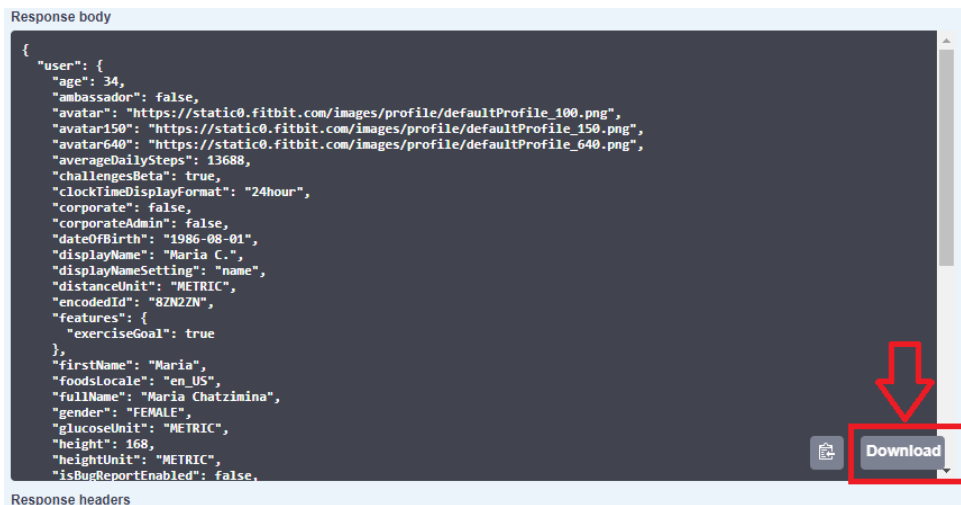 Response body
{
"user": {
"age": 34,
"ambassador": false,
"avatar": "https://static0.fitbit.com/images/profile/defaultProfile_100.png",
"avatar150": "https://static0.fitbit.com/images/profile/defaultProfile_150.png",
"avatar640": "https://static0.fitbit.com/images/profile/defaultProfile_640.png",
"averageDailySteps": 13688,
"challengesBeta": true,
"clockTimeDisplayFormat": "24hour",
"corporate": false,
"corporateAdmin": false,
"dateOfBirth": "1986-08-01",
"displayName": "Maria C.",
"displayNameSetting": "name",
"distanceUnit": "METRIC",
"encodedId": "8ZN2ZN",
"features": {
"exerciseGoal": true
},
"firstName": "Maria",
"foodsLocale": "en_US",
"fullName": "Maria Chatzimina",
"gender": "FEMALE",
"glucoseUnit": "METRIC",
"height": 168,
"heightUnit": "METRIC",
"isBugReportEnabled": false,
Download
Response headers